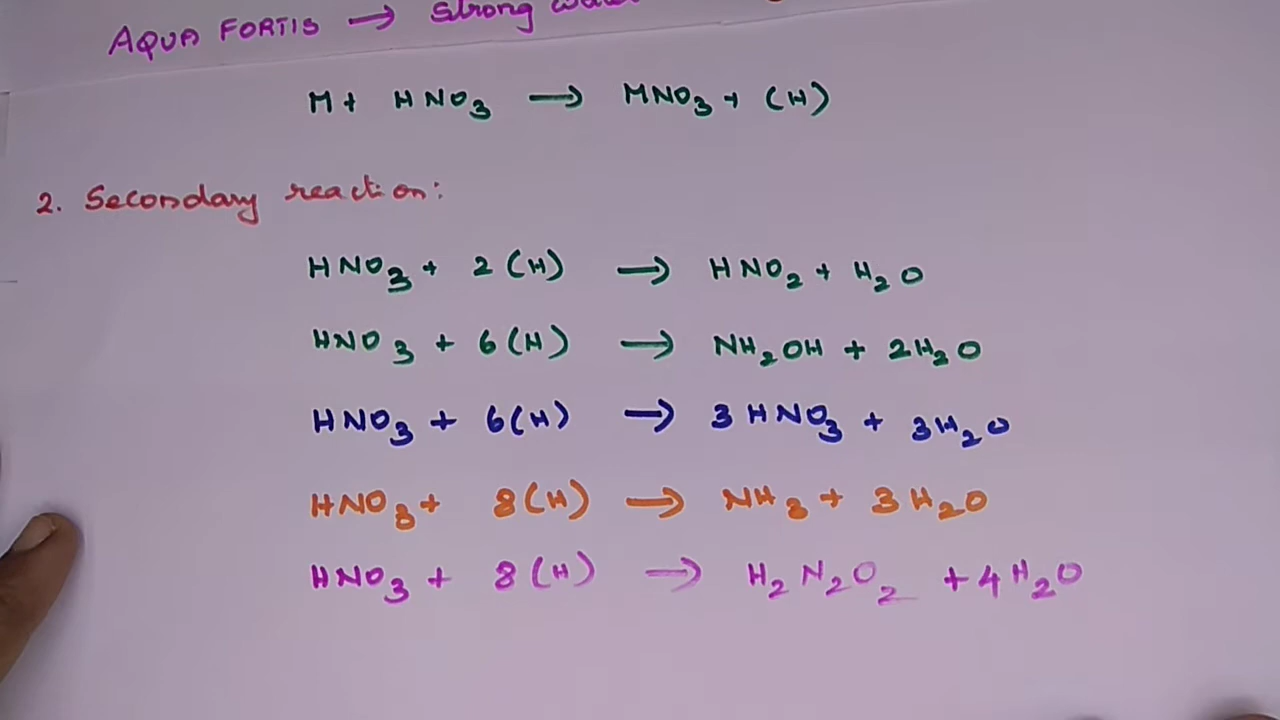 AQUA FORTIS → Strong
M + HNO₃ → MNO₃ + (H)
2. Secondary reaction:
HNO₃ + 2(H) → HNO₂ + H₂O
HNO₃ + 6(H) → NH₂OH + 2H₂O
HNO₃ + 6(H) → 3HNO₃ + 3H₂O
HNO₃ + 8(H) → NH₃ + 3H₂O
HNO₃ + 8(H) → H₂N₂O₂ + 4H₂O